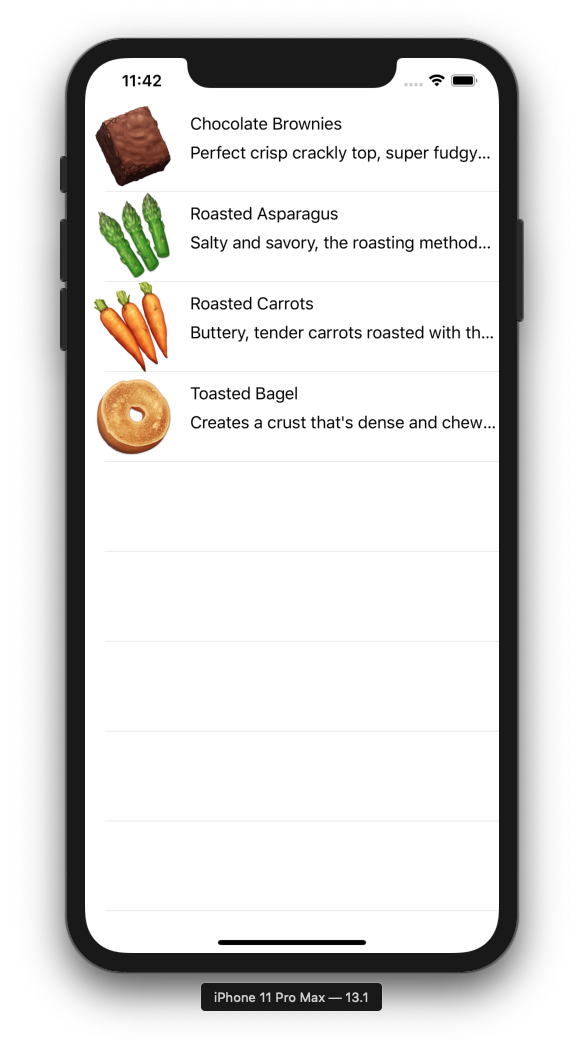 11:42
Chocolate Brownies
Perfect crisp crackly top, super fudgy...
Roasted Asparagus
Salty and savory, the roasting method...
Roasted Carrots
Buttery, tender carrots roasted with th...
Toasted Bagel
Creates a crust that's dense and chew...
iPhone 11 Pro Max — 13.1